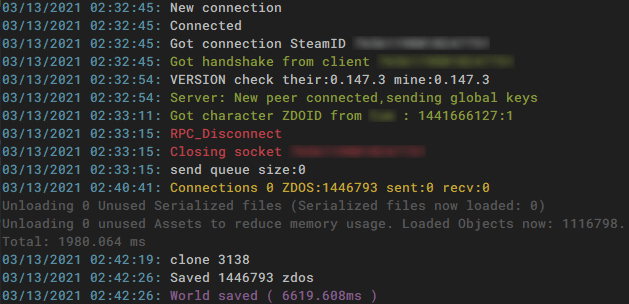 03/13/2021 02:32:45: New connection
03/13/2021 02:32:45: Connected
03/13/2021 02:32:45: Got connection SteamID
03/13/2021 02:32:45: Got handshake from client
03/13/2021 02:32:54: VERSION check their:0.147.3 mine:0.147.3
03/13/2021 02:32:54: Server: New peer connected,sending global keys
03/13/2021 02:33:11: Got character ZDOID from : 1441666127:1
03/13/2021 02:33:15: RPC_Disconnect
03/13/2021 02:33:15: Closing socket
03/13/2021 02:33:15: send queue size:0
03/13/2021 02:40:41: Connections 0 ZDOS:1446793 sent:0 recv:0
Unloading 0 Unused Serialized files (Serialized files now loaded: 0)
Unloading 0 unused Assets to reduce memory usage. Loaded Objects now: 1116798.
Total: 1980.064 ms
03/13/2021 02:42:19: clone 3138
03/13/2021 02:42:26: Saved 1446793 zdos
03/13/2021 02:42:26: World saved ( 6619.608ms )